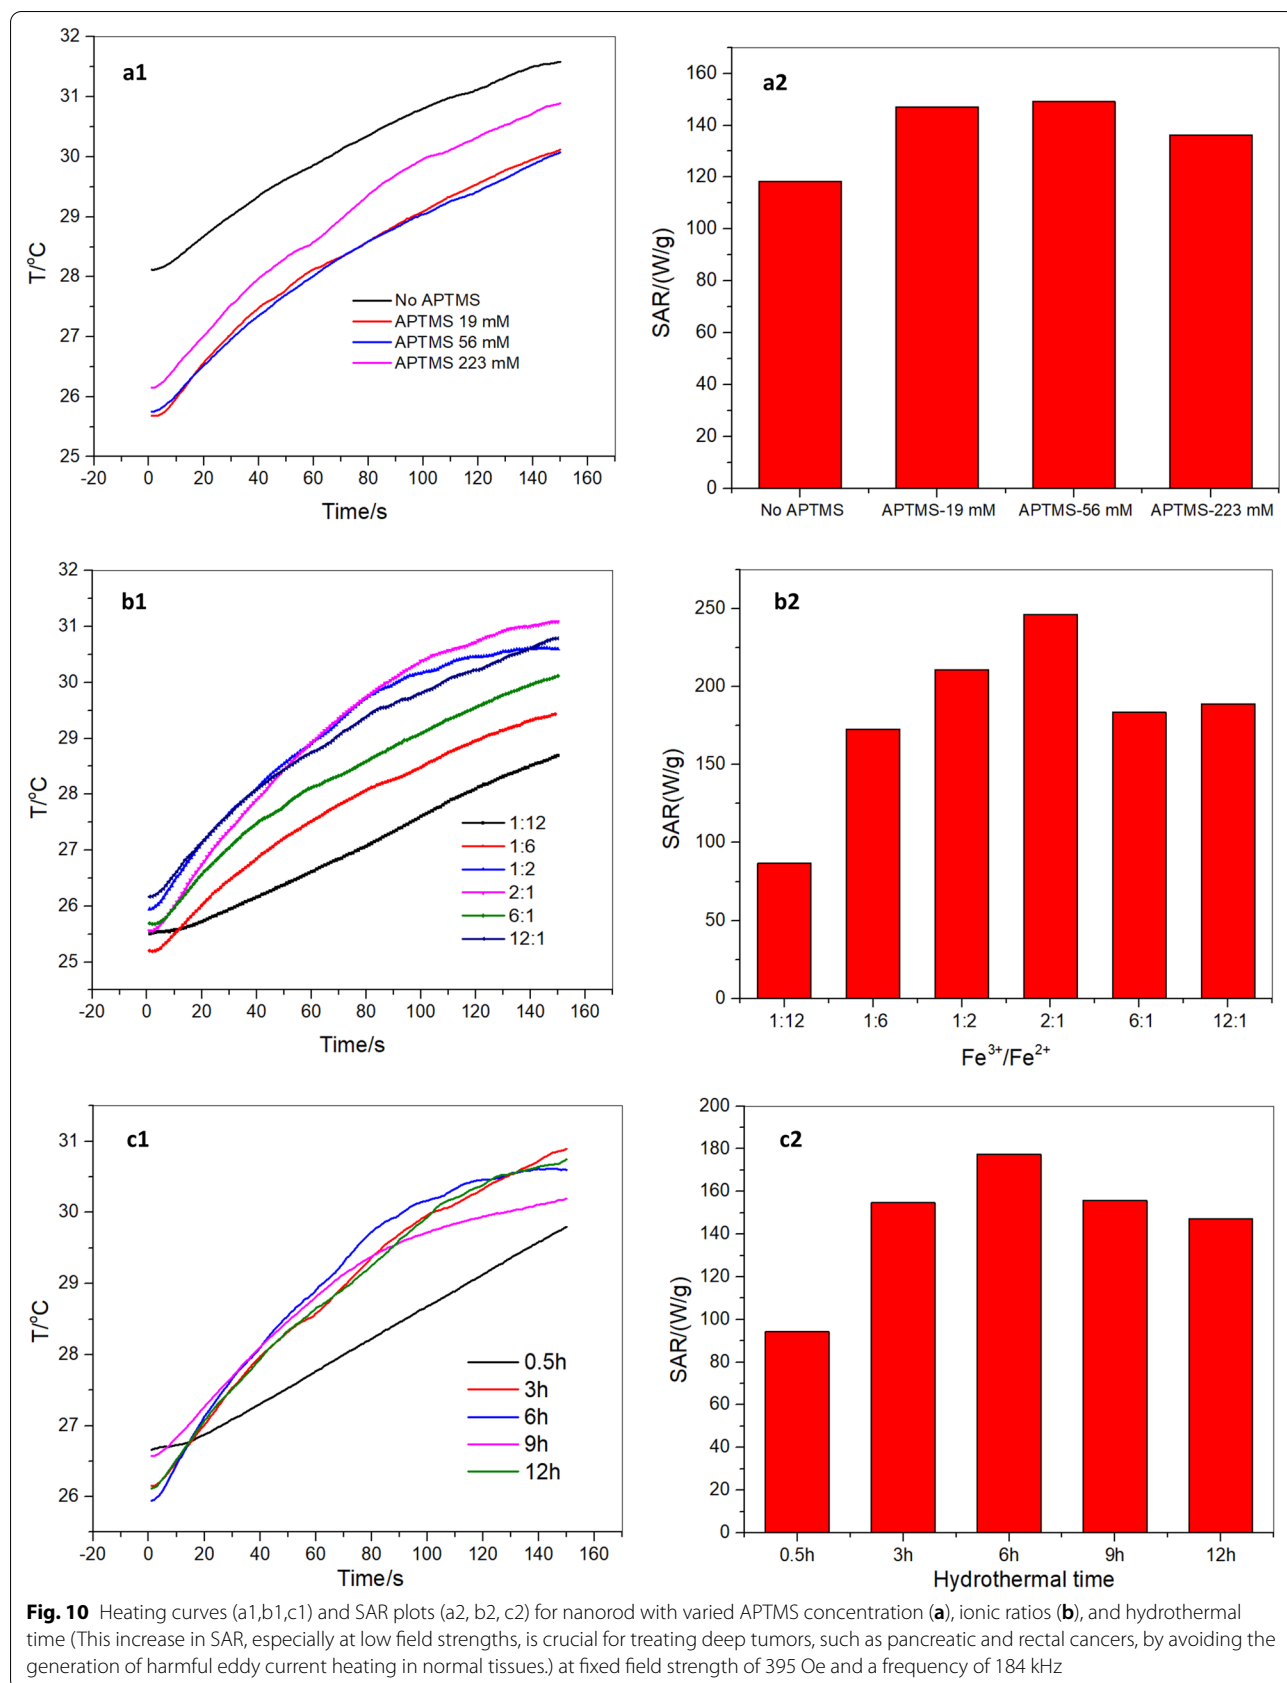 a1
32
31
30
29
28
27
26
25
T/°C
No APTMS
APTMS 19 mM
APTMS 56 mM
APTMS 223 mM
-20 0 20 40 60 80 100 120 140 160
Time/s
a2
160
140
120
100
80
60
40
20
0
SAR/(W/g)
No APTMS APTMS-19 mM APTMS-56 mM APTMS-223 mM
b1
32
31
30
29
28
27
26
25
T/°C
1:12
1:6
1:2
2:1
6:1
12:1
-20 0 20 40 60 80 100 120 140 160
Time/s
b2
250
200
150
100
50
0
SAR(W/g)
1:12 1:6 1:2 2:1 6:1 12:1
Fe³⁺/Fe²⁺
c1
31
30
29
28
27
26
T/°C
0.5h
3h
6h
9h
12h
-20 0 20 40 60 80 100 120 140 160
Time/s
c2
200
180
160
140
120
100
80
60
40
20
0
SAR/(W/g)
0.5h 3h 6h 9h 12h
Hydrothermal time
Fig. 10 Heating curves (a1,b1,c1) and SAR plots (a2, b2, c2) for nanorod with varied APTMS concentration (a), ionic ratios (b), and hydrothermal
time (This increase in SAR, especially at low field strengths, is crucial for treating deep tumors, such as pancreatic and rectal cancers, by avoiding the
generation of harmful eddy current heating in normal tissues.) at fixed field strength of 395 Oe and a frequency of 184 kHz